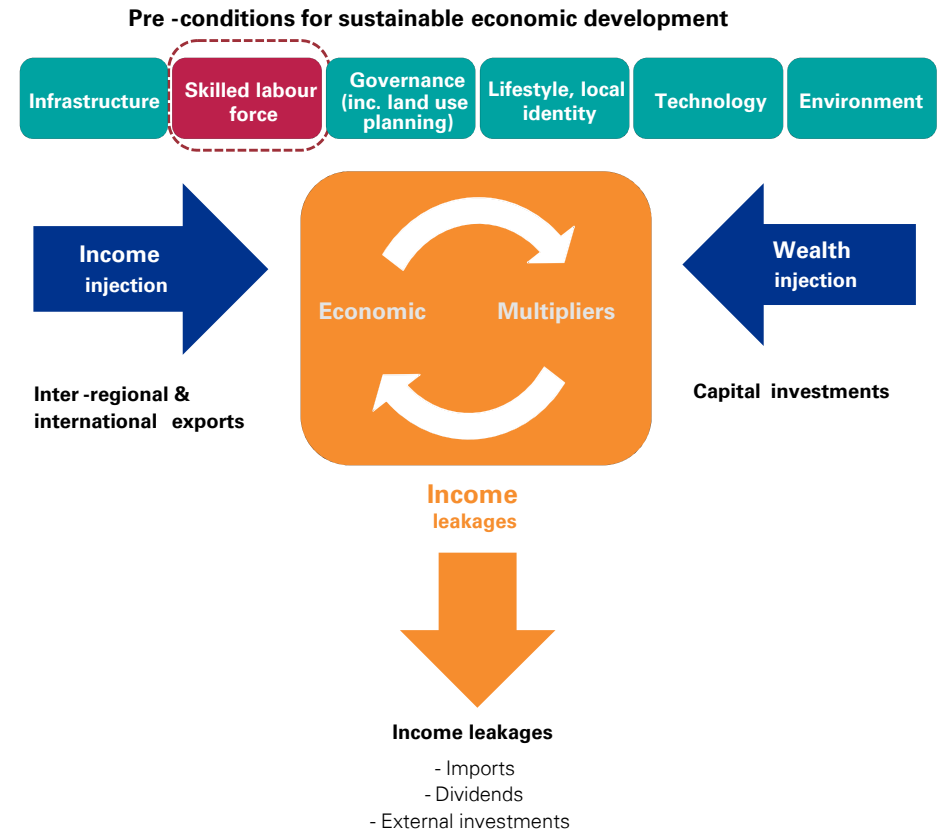 Pre -conditions for sustainable economic development
Infrastructure
Skilled labour
force
Governance
(inc. land use
planning)
Lifestyle, local
identity
Technology
Environment
Income
injection
Wealth
injection
Economic
Multipliers
Inter -regional &
international exports
Capital investments
Income
leakages
Income leakages
- Imports
- Dividends
- External investments